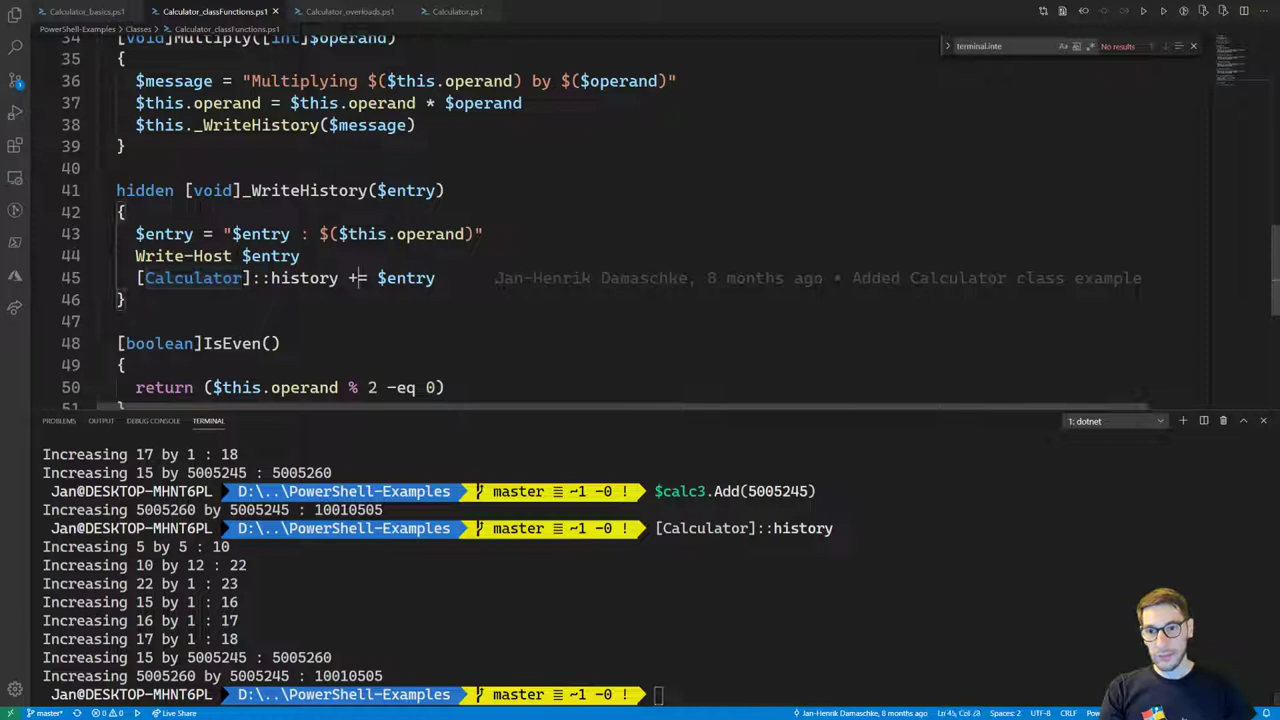 Calculator_basics.ps1
Calculator_classFunctions.ps1
Calculator_overloads.ps1
Calculator.ps1
PowerShell-Examples > Classes > Calculator_classFunctions.ps1
terminal.inte
No results
34 [void]Multiply([int]$operand)
35 {
36 $message = "Multiplying $($this.operand) by $($operand)"
37 $this.operand = $this.operand * $operand
38 $this._WriteHistory($message)
39 }
40
41 hidden [void]_WriteHistory($entry)
42 {
43 $entry = "$entry : $($this.operand)"
44 Write-Host $entry
45 [Calculator]::history += $entry Jan-Henrik Damaschke, 8 months ago • Added Calculator class example
46 }
47
48 [boolean]IsEven()
49 {
50 return ($this.operand % 2 -eq 0)
51 }
PROBLEMS OUTPUT DEBUG CONSOLE TERMINAL 1: dotnet
Increasing 17 by 1 : 18
Increasing 15 by 5005245 : 5005260
Jan@DESKTOP-MHNT6PL D:\..\PowerShell-Examples master ≡ ~1 -0 ! $calc3.Add(5005245)
Increasing 5005260 by 5005245 : 10010505
Jan@DESKTOP-MHNT6PL D:\..\PowerShell-Examples master ≡ ~1 -0 ! [Calculator]::history
Increasing 5 by 5 : 10
Increasing 10 by 12 : 22
Increasing 22 by 1 : 23
Increasing 15 by 1 : 16
Increasing 16 by 1 : 17
Increasing 17 by 1 : 18
Increasing 15 by 5005245 : 5005260
Increasing 5005260 by 5005245 : 10010505
Jan@DESKTOP-MHNT6PL D:\..\PowerShell-Examples master ≡ ~1 -0 !
master* 0 0 Live Share Jan-Henrik Damaschke, 8 months ago Spaces: 2 UTF-8 CRLF